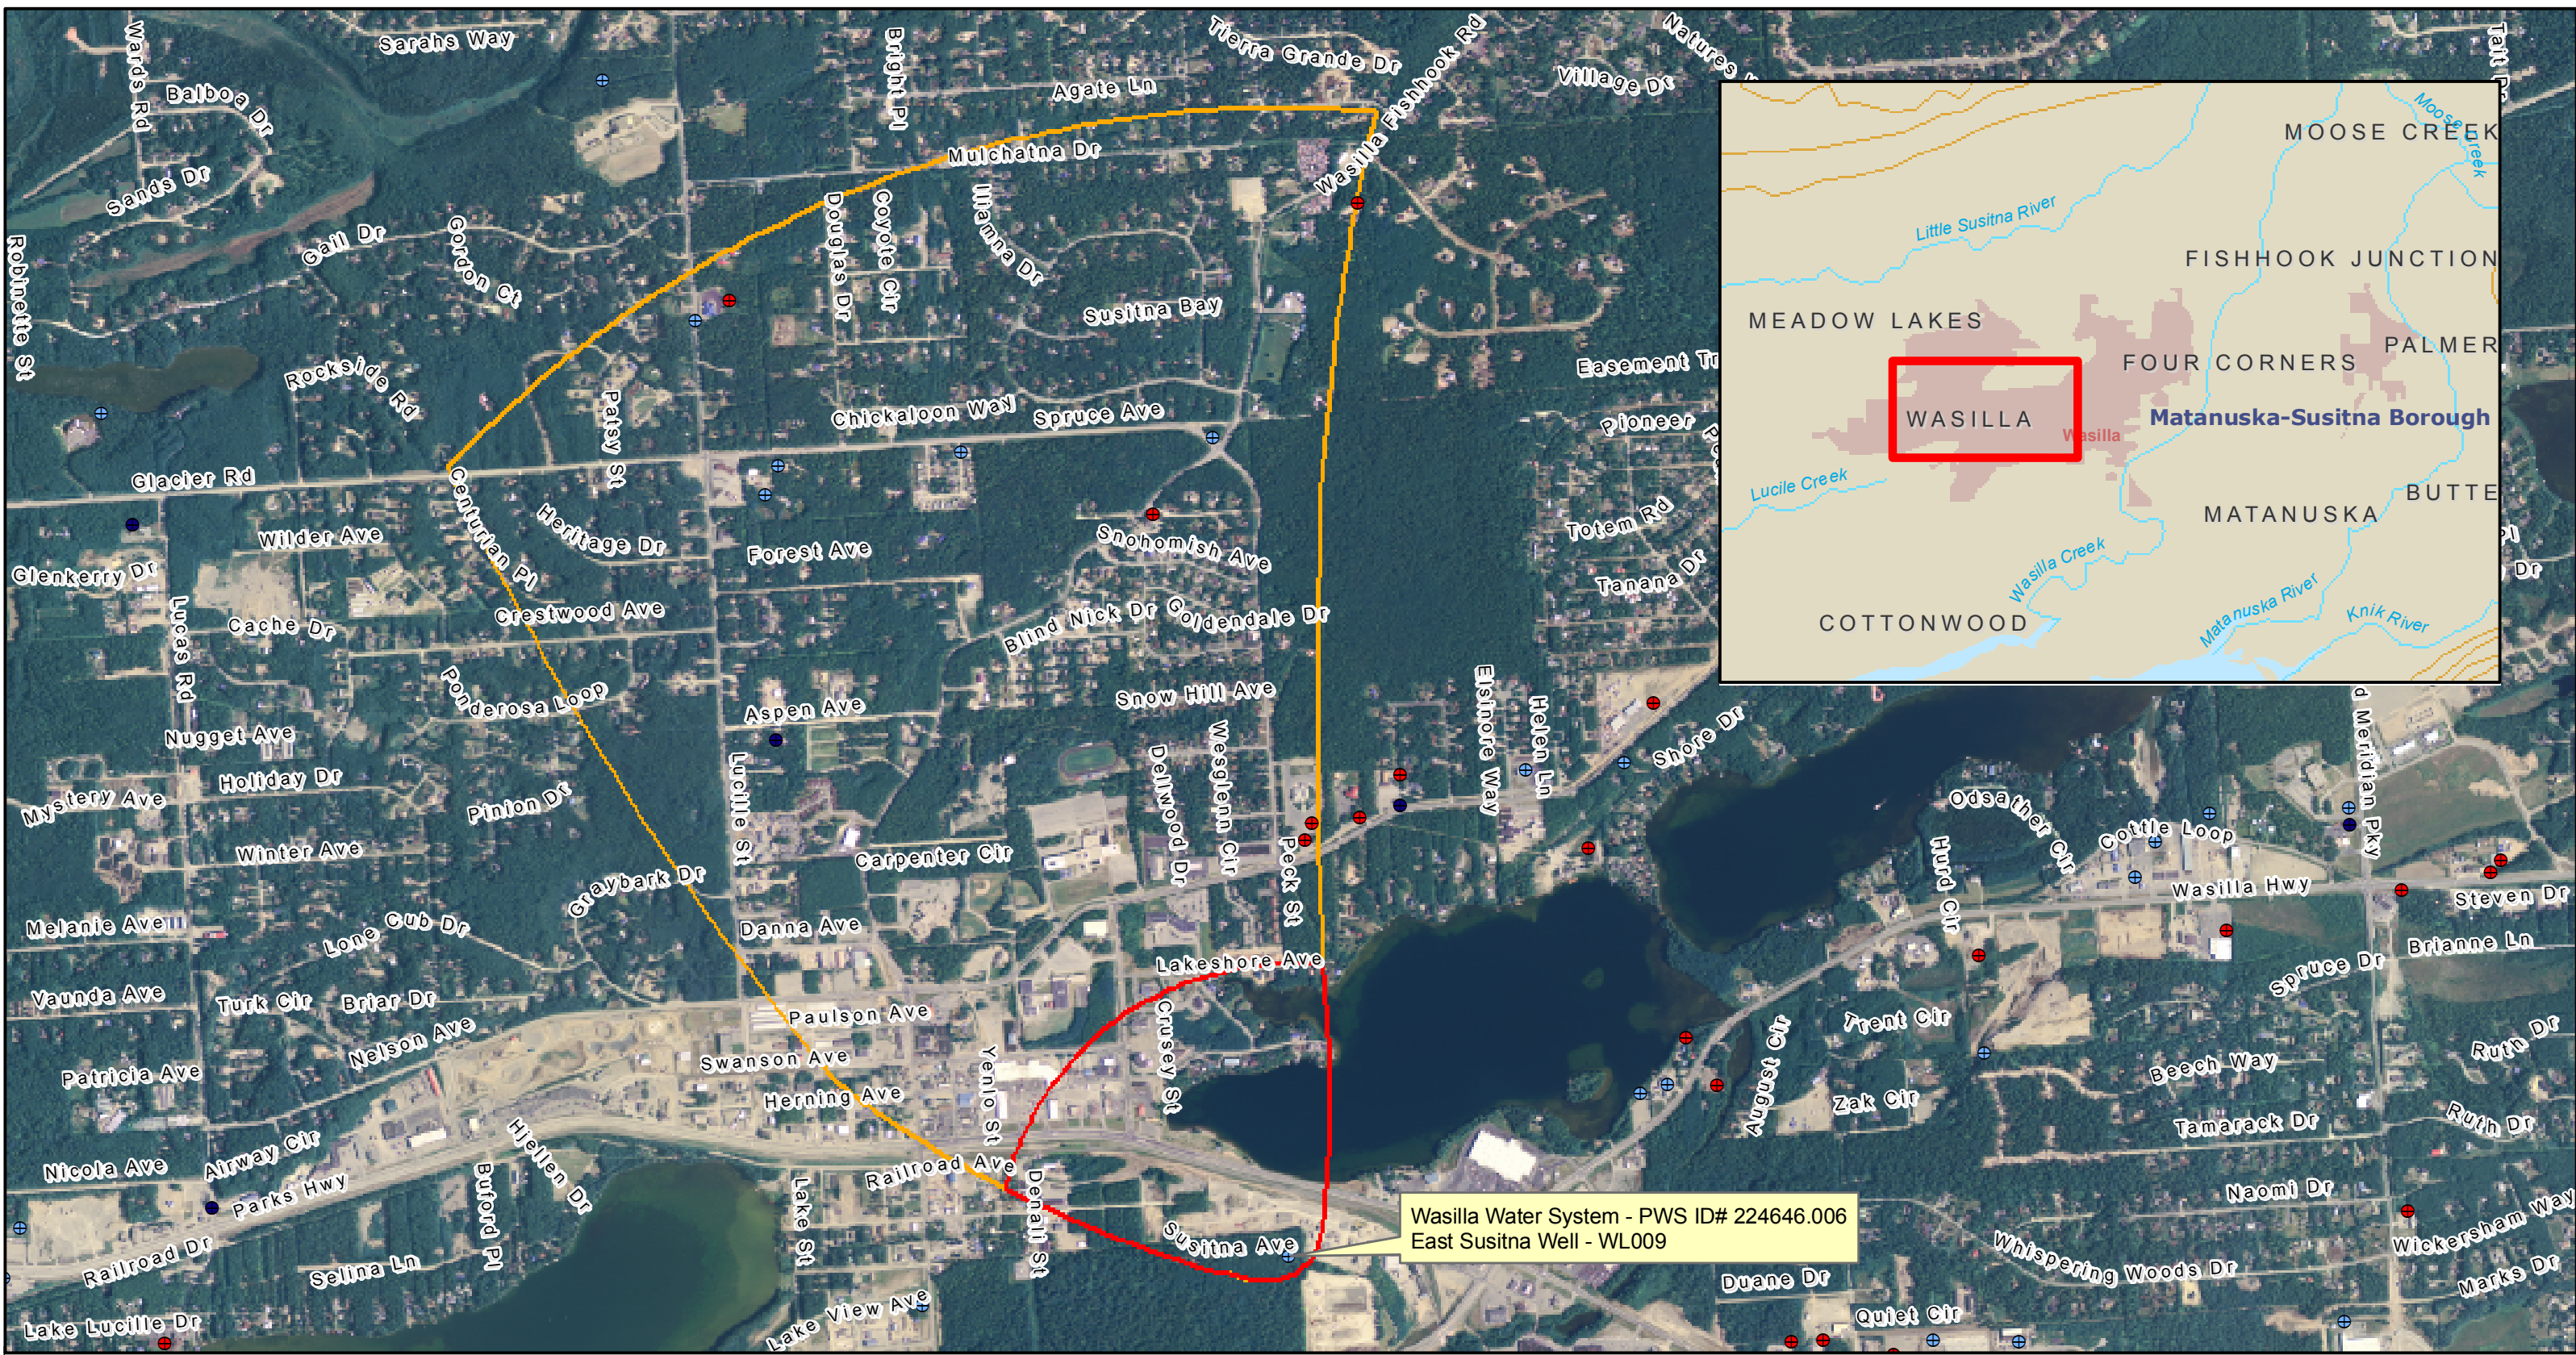 Wards Rd
Sarahs Way
Bright Pl
Tierra Grande Dr
Wasilla Fishhook Rd
Village Dr
Balboa Dr
Agate Ln
Mulchatna Dr
Sands Dr
Gail Dr
Gordon Ct
Douglas Dr
Coyote Cir
Iliamna Dr
Wasilla
Robinette St
Susitna Bay
Rockside Rd
Patsy St
Chickaloon Way
Spruce Ave
Easement Tr
Pioneer
Glacier Rd
Centurian Pl
Heritage Dr
Wilder Ave
Forest Ave
Snohomish Ave
Totem Rd
Tanana Dr
Glenkerry Dr
Lucas Rd
Cache Dr
Crestwood Ave
Blind Nick Dr
Goldendale Dr
Ponderosa Loop
Snow Hill Ave
Aspen Ave
Elsinore Way
Helen Ln
Shore Dr
Nugget Ave
Holiday Dr
Mystery Ave
Pinion Dr
Lucille St
Dellwood Dr
Wesglenn Cir
Winter Ave
Carpenter Cir
Peck St
Graybark Dr
Melanie Ave
Lone Cub Dr
Danna Ave
Lakeshore Ave
Vaunda Ave
Turk Cir
Briar Dr
Nelson Ave
Paulson Ave
Crusey St
Patricia Ave
Swanson Ave
Herning Ave
Yenlo St
Nicola Ave
Airway Cir
Parks Hwy
Hjellen Dr
Buford Pl
Lake St
Railroad Ave
Denali St
Susitna Ave
Railroad Dr
Selina Ln
Lake View Ave
Lake Lucille Dr
Odsather Cir
Cottle Loop
Hurd Cir
Wasilla Hwy
d Meridian Pky
Steven Dr
Brianne Ln
Spruce Dr
Trent Cir
August Cir
Zak Cir
Beech Way
Ruth Dr
Tamarack Dr
Ruth Dr
Naomi Dr
Wickersham Way
Whispering Woods Dr
Marks Dr
Duane Dr
Quiet Cir
Wasilla Water System - PWS ID# 224646.006
East Susitna Well - WL009
MOOSE CREEK
Moose Creek
Little Susitna River
FISHHOOK JUNCTION
MEADOW LAKES
PALMER
FOUR CORNERS
WASILLA
Wasilla
Matanuska-Susitna Borough
Lucile Creek
BUTTE
MATANUSKA
Wasilla Creek
COTTONWOOD
Matanuska River
Knik River